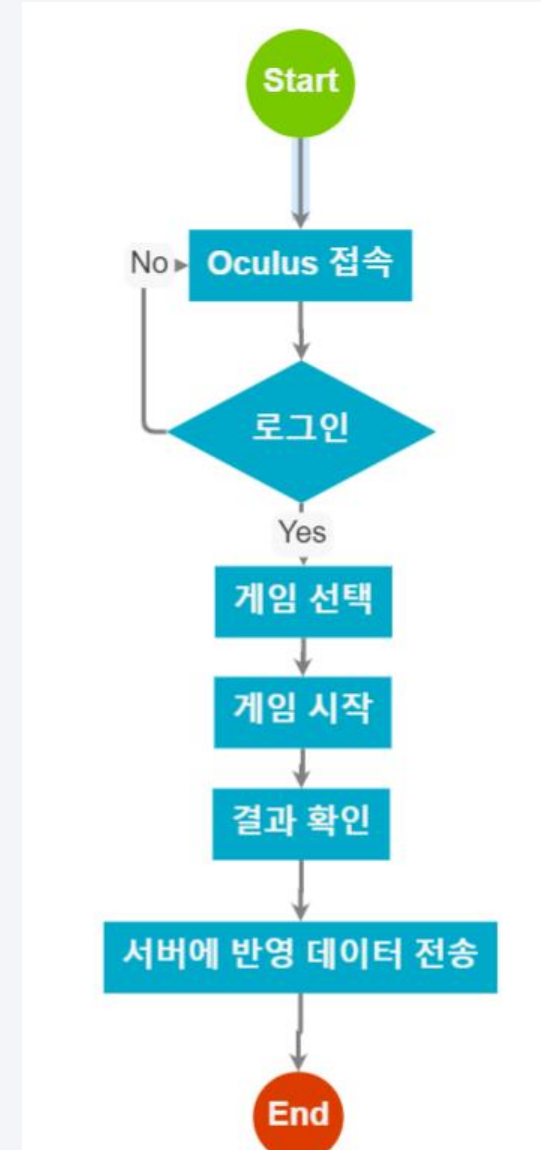 Start
No
Oculus 접속
로그인
Yes
게임 선택
게임 시작
결과 확인
서버에 반영 데이터 전송
End